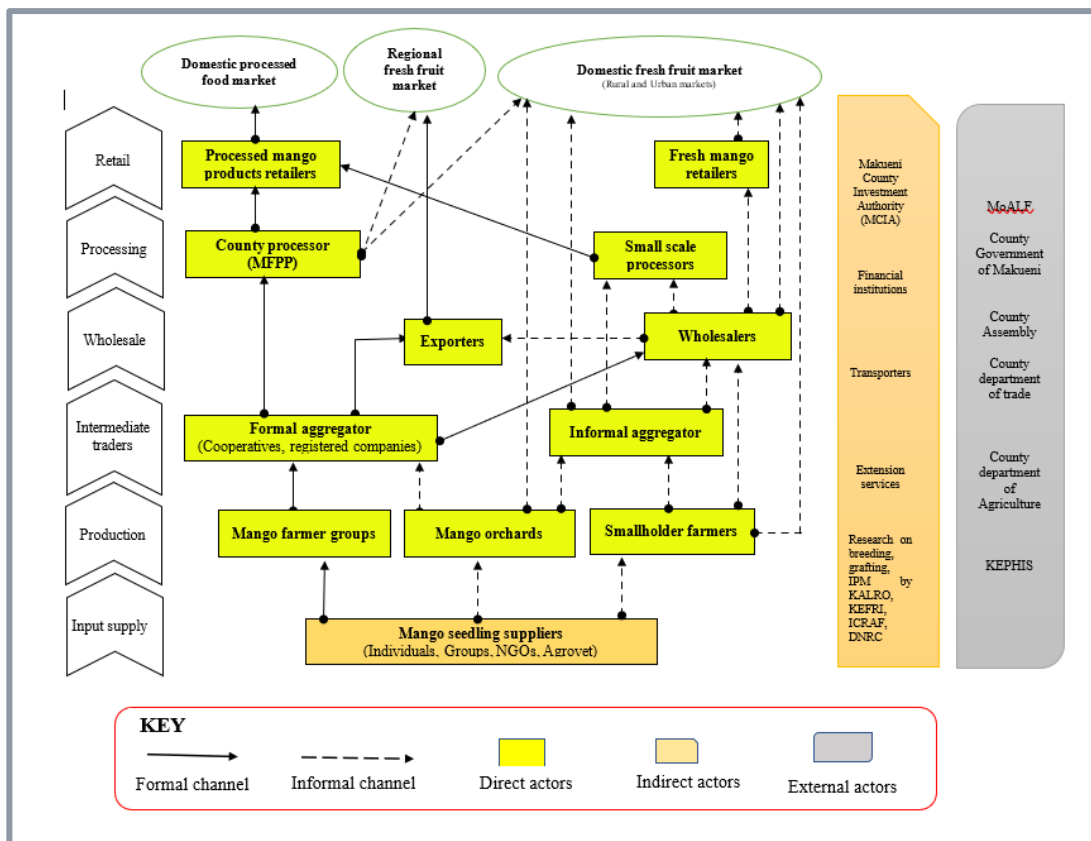 Domestic processed
food market
Regional
fresh fruit
market
Domestic fresh fruit market
(Rural and Urban markets)
Retail
Processed mango
products retailers
Fresh mango
retailers
Processing
County processor
(MFPP)
Small scale
processors
Wholesale
Exporters
Wholesalers
Intermediate
traders
Formal aggregator
(Cooperatives, registered companies)
Informal aggregator
Production
Mango farmer groups
Mango orchards
Smallholder farmers
Input supply
Mango seedling suppliers
(Individuals, Groups, NGOs, Agrovet)
Makueni
County
Investment
Authority
(MCIA)
Financial
institutions
Transporters
Extension
services
Research on
breeding,
grafting,
IPM by
KALRO,
KEFRI,
ICRAF,
DNRC
MoALF
County
Government
of Makueni
County
Assembly
County
department of
trade
County
department
of
Agriculture
KEPHIS
KEY
Formal channel
Informal channel
Direct actors
Indirect actors
External actors